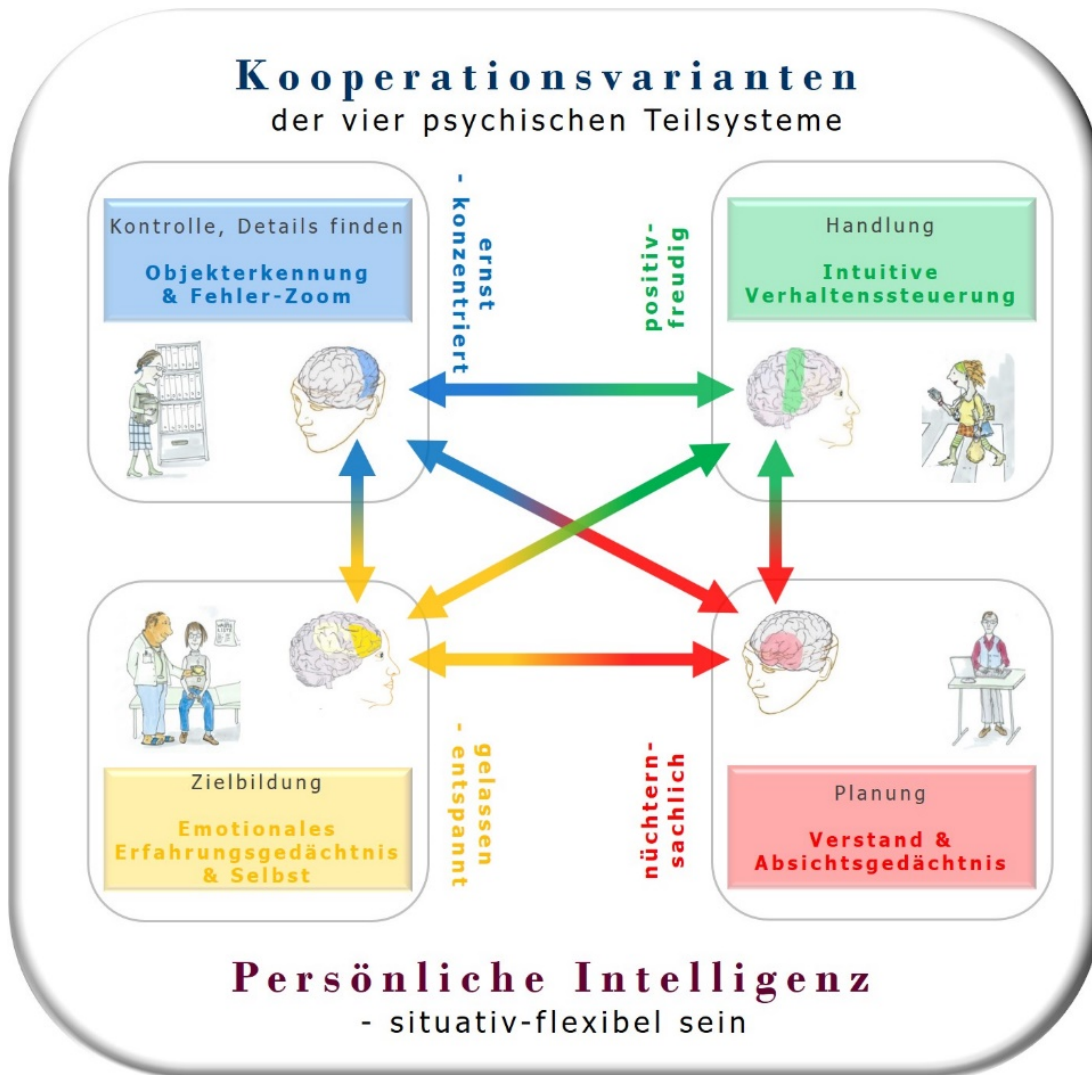 Kooperationsvarianten
der vier psychischen Teilsysteme
Kontrolle, Details finden
Objekterkennung
& Fehler-Zoom
ernst
- konzentriert
positiv-
freudig
Handlung
Intuitive
Verhaltenssteuerung
Zielbildung
Emotionales
Erfahrungsgedächtnis
& Selbst
gelassen
- entspannt
nüchtern-
sachlich
Planung
Verstand &
Absichtsgedächtnis
Persönliche Intelligenz
- situativ-flexibel sein